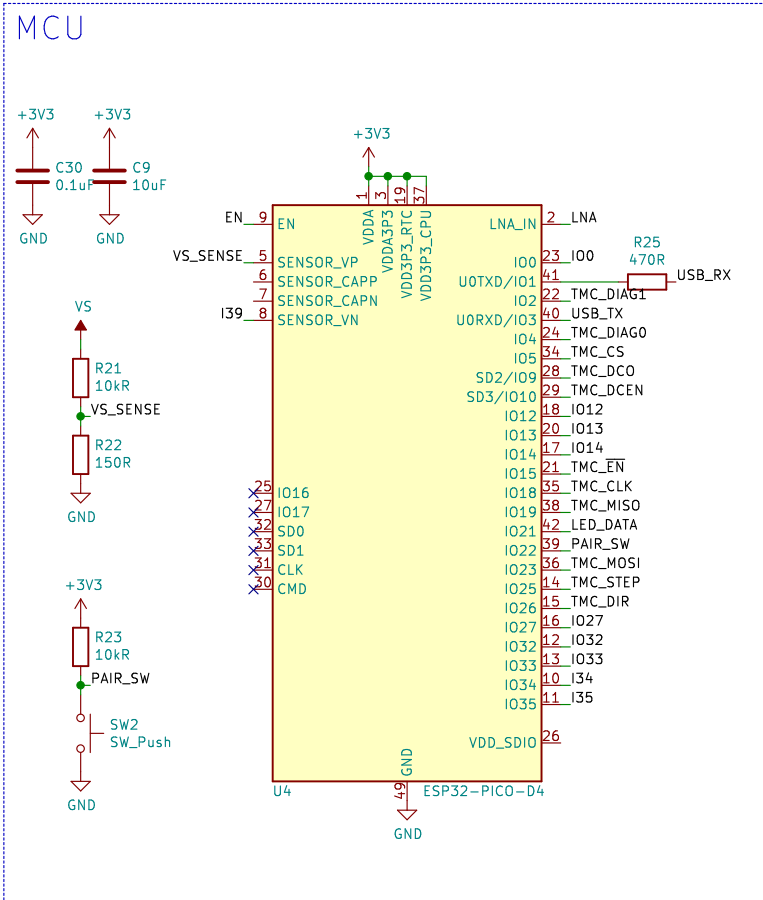 MCU
+3V3
C30
0.1uF
GND
+3V3
C9
10uF
GND
VS
R21
10kR
VS_SENSE
R22
150R
GND
+3V3
R23
10kR
PAIR_SW
SW2
SW_Push
GND
+3V3
1 VDDA
3 VDDA3P3
19 VDD3P3_RTC
37 VDD3P3_CPU
EN 9 EN
VS_SENSE 5 SENSOR_VP
6 SENSOR_CAPP
7 SENSOR_CAPN
I39 8 SENSOR_VN
25 IO16
27 IO17
32 SD0
33 SD1
31 CLK
30 CMD
LNA_IN 2 LNA
IO0 23 IO0
U0TXD/IO1 41
R25
470R
USB_RX
IO2 22 TMC_DIAG1
U0RXD/IO3 40 USB_TX
IO4 24 TMC_DIAG0
IO5 34 TMC_CS
SD2/IO9 28 TMC_DCO
SD3/IO10 29 TMC_DCEN
IO12 18 IO12
IO13 20 IO13
IO14 17 IO14
IO15 21 TMC_EN
IO18 35 TMC_CLK
IO19 38 TMC_MISO
IO21 42 LED_DATA
IO22 39 PAIR_SW
IO23 36 TMC_MOSI
IO25 14 TMC_STEP
IO26 15 TMC_DIR
IO27 16 IO27
IO32 12 IO32
IO33 13 IO33
IO34 10 I34
IO35 11 I35
VDD_SDIO 26
GND
49
U4
ESP32-PICO-D4
GND